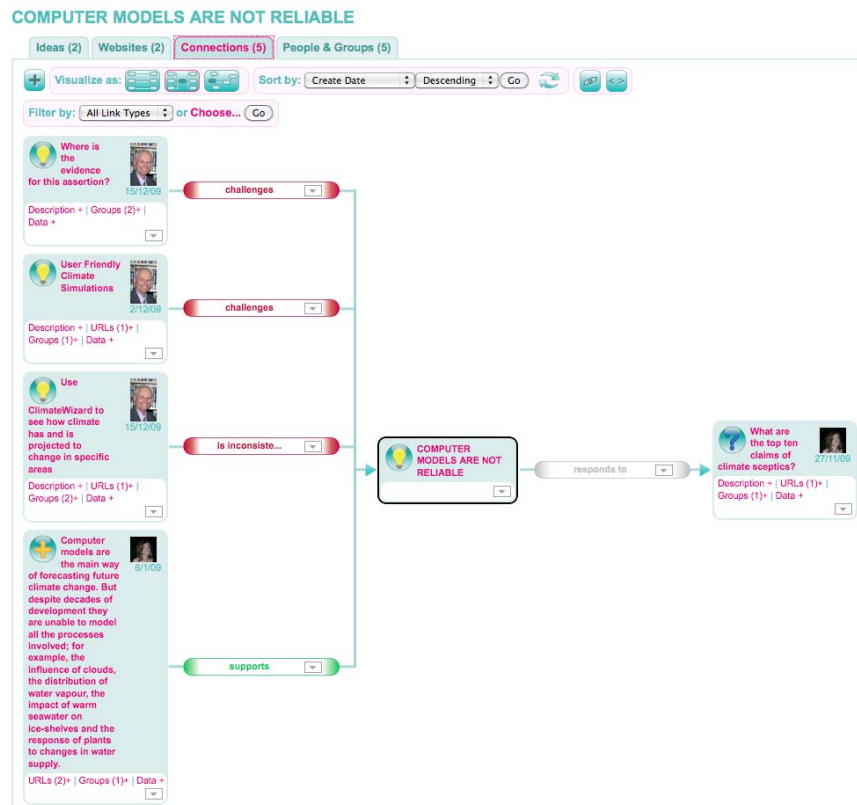 COMPUTER MODELS ARE NOT RELIABLE
Ideas (2)
Websites (2)
Connections (5)
People & Groups (5)
Visualize as:
Sort by:
Create Date
Descending
Go
< >
Filter by:
All Link Types
or Choose...
Go
Where is
the
evidence
for this assertion?
15/12/09
Description + | Groups (2)+ |
Data +
challenges
User Friendly
Climate
Simulations
2/12/09
Description + | URLs (1)+ |
Groups (1)+ | Data +
challenges
Use
ClimateWizard to
see how climate
has and is
projected to
change in specific
areas
15/12/09
Description + | URLs (1)+ |
Groups (2)+ | Data +
is inconsiste...
Computer
models are
the main way
of forecasting future
climate change. But
despite decades of
development they
are unable to model
all the processes
involved; for
example, the
influence of clouds,
the distribution of
water vapour, the
impact of warm
seawater on
ice-shelves and the
response of plants
to changes in water
supply.
6/1/09
URLs (2)+ | Groups (1)+ | Data +
supports
COMPUTER
MODELS ARE NOT
RELIABLE
responds to
What are
the top ten
claims of
climate sceptics?
27/11/09
Description + | URLs (1)+ |
Groups (1)+ | Data +